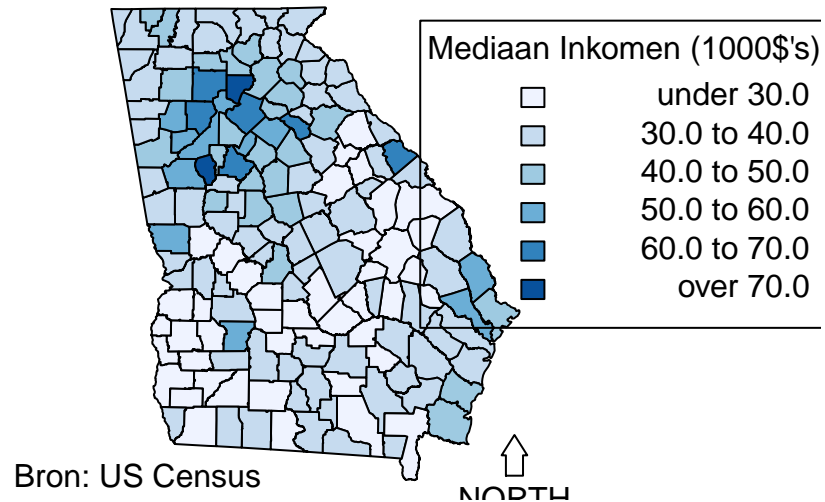 Mediaan Inkomen (1000$'s)
under 30.0
30.0 to 40.0
40.0 to 50.0
50.0 to 60.0
60.0 to 70.0
over 70.0
Bron: US Census
NORTH